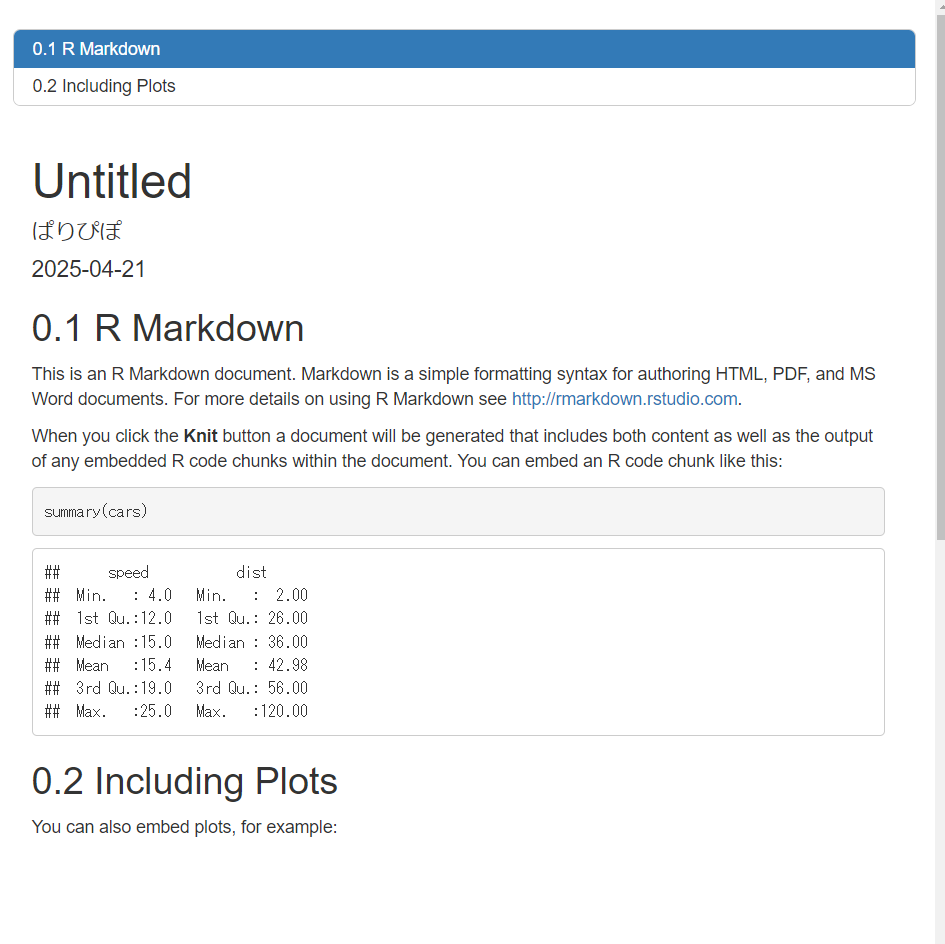 0.1 R Markdown
0.2 Including Plots
Untitled
ぱりぴぽ
2025-04-21
0.1 R Markdown
This is an R Markdown document. Markdown is a simple formatting syntax for authoring HTML, PDF, and MS
Word documents. For more details on using R Markdown see http://rmarkdown.rstudio.com.
When you click the Knit button a document will be generated that includes both content as well as the output
of any embedded R code chunks within the document. You can embed an R code chunk like this:
summary(cars)
##      speed           dist
##  Min.   : 4.0   Min.   :  2.00
##  1st Qu.:12.0   1st Qu.: 26.00
##  Median :15.0   Median : 36.00
##  Mean   :15.4   Mean   : 42.98
##  3rd Qu.:19.0   3rd Qu.: 56.00
##  Max.   :25.0   Max.   :120.00
0.2 Including Plots
You can also embed plots, for example: